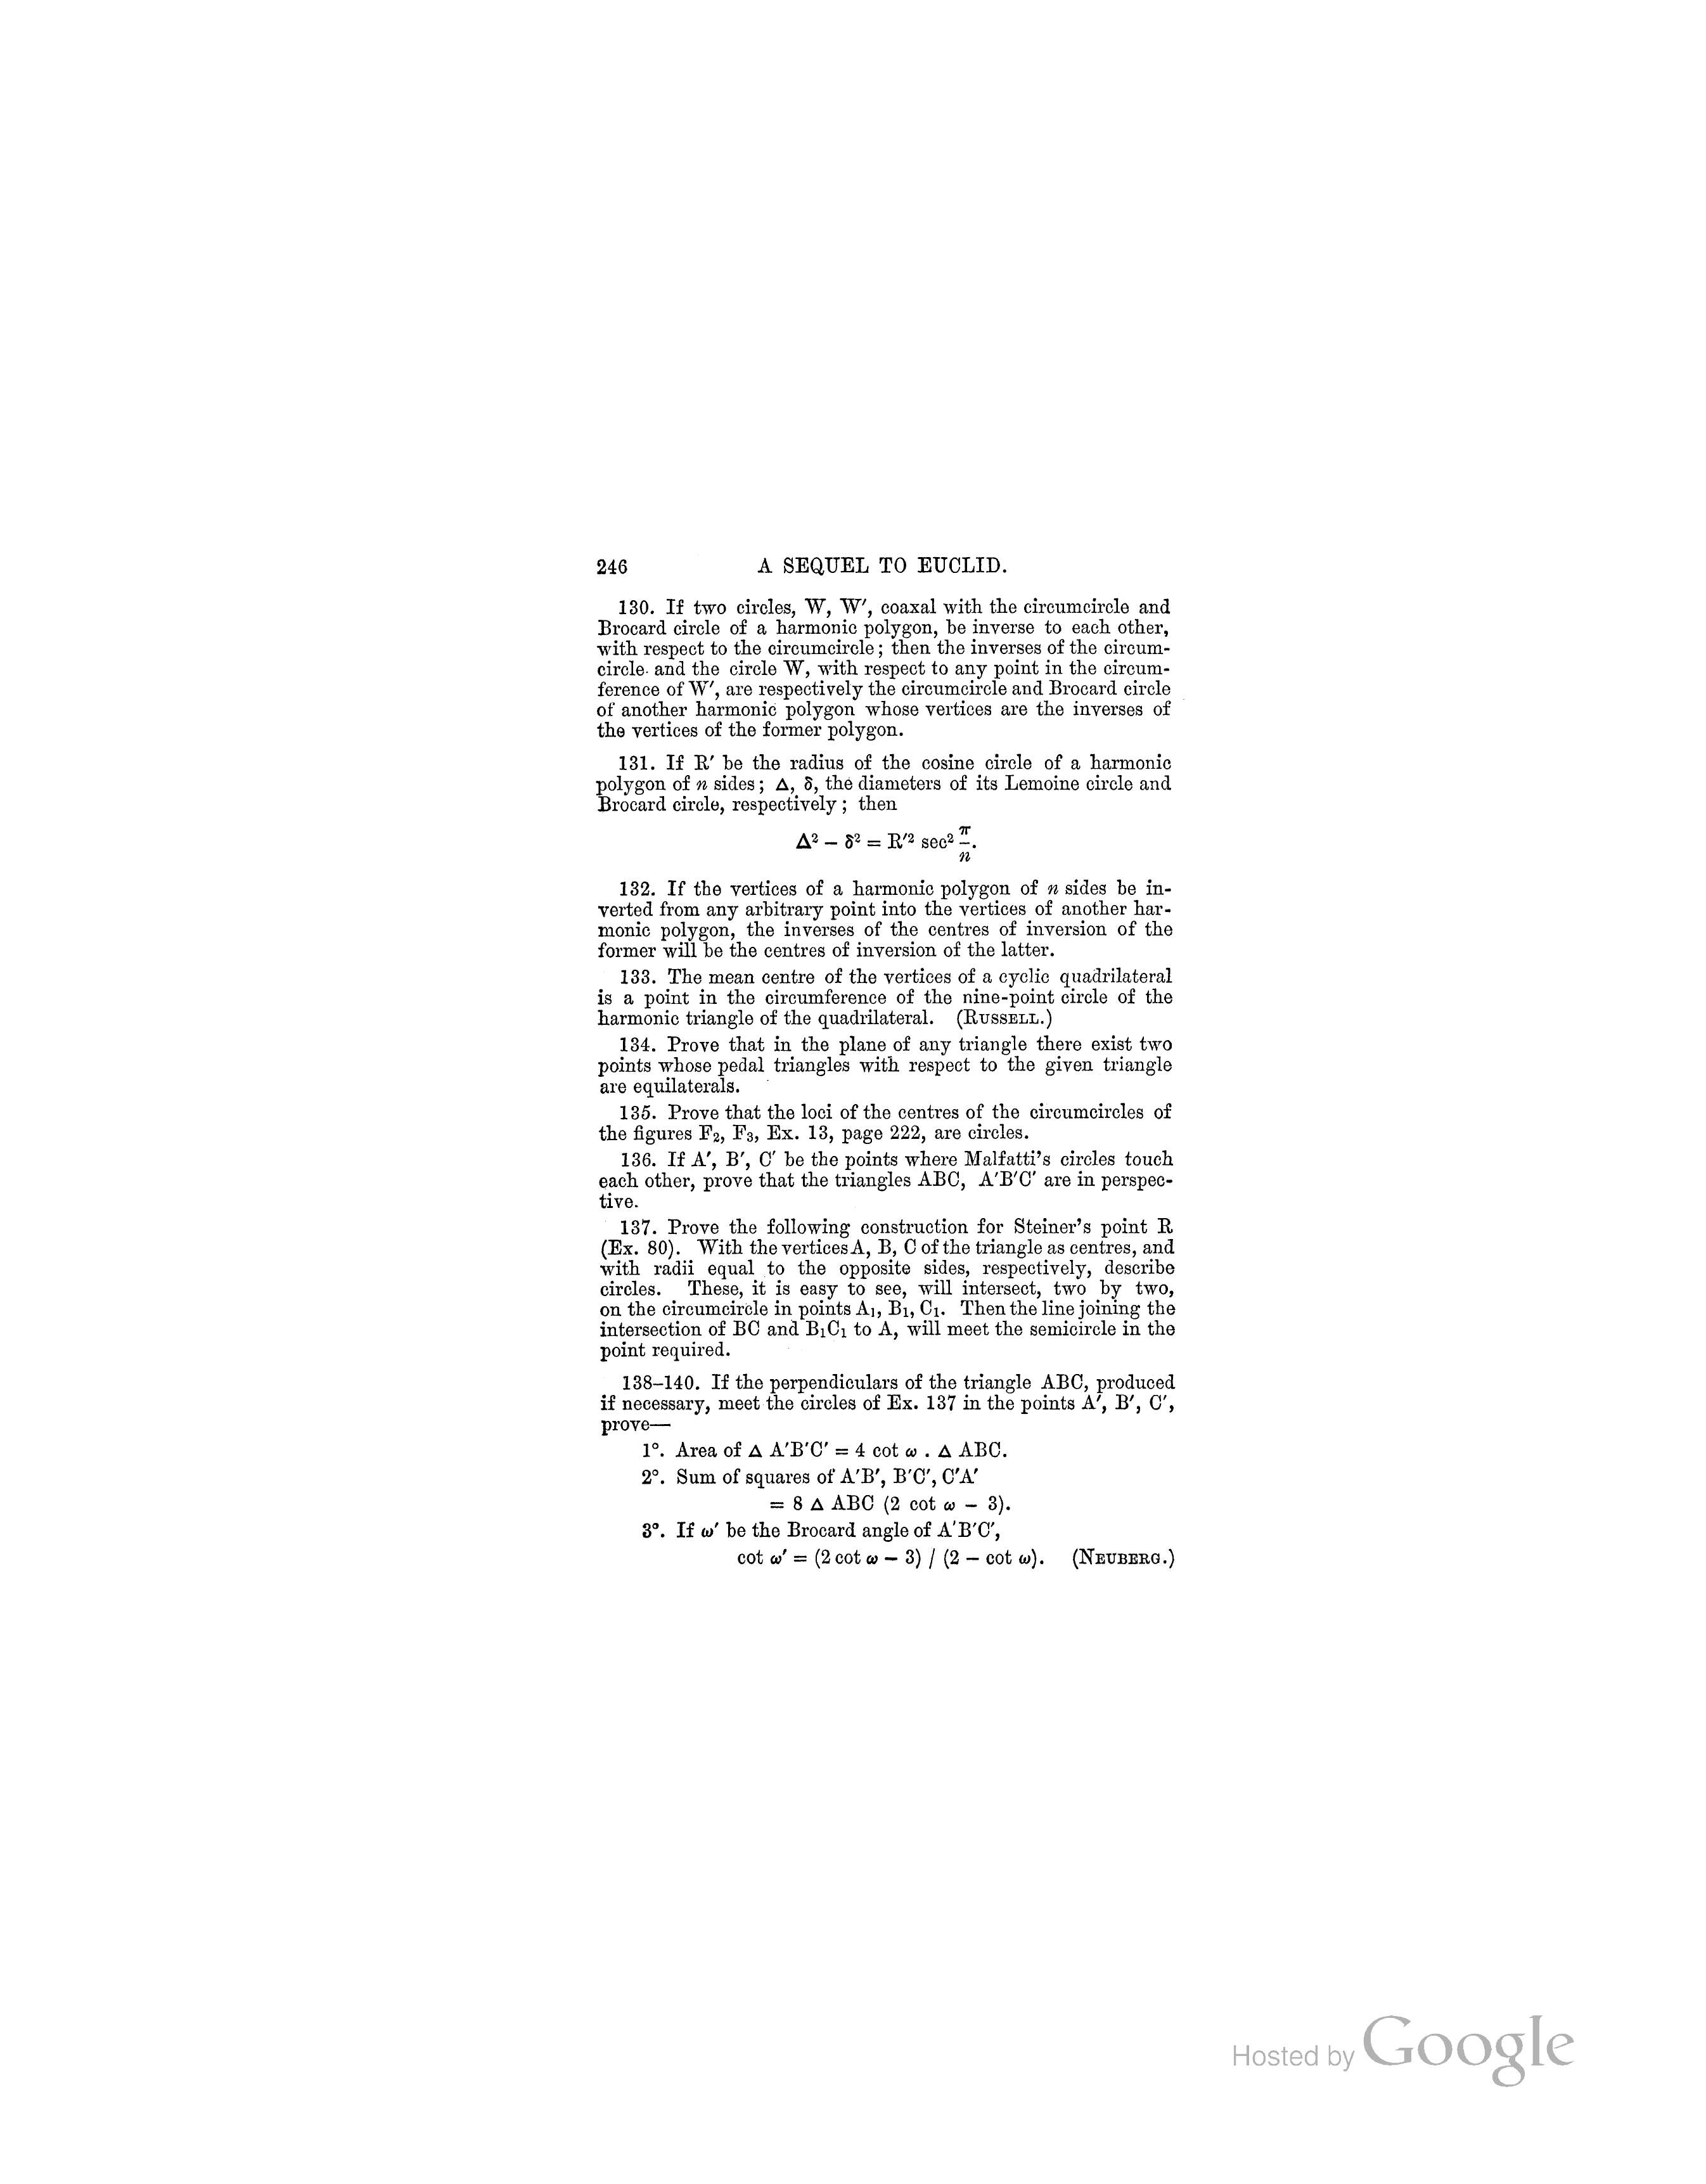 246 A SEQUEL TO EUCLID.
130. If two circles, W, W′, coaxal with the circumcircle and
Brocard circle of a harmonic polygon, be inverse to each other,
with respect to the circumcircle; then the inverses of the circum-
circle and the circle W, with respect to any point in the circum-
ference of W′, are respectively the circumcircle and Brocard circle
of another harmonic polygon whose vertices are the inverses of
the vertices of the former polygon.
131. If R′ be the radius of the cosine circle of a harmonic
polygon of n sides; Δ, δ, the diameters of its Lemoine circle and
Brocard circle, respectively; then
Δ² − δ² = R′² sec² π/n.
132. If the vertices of a harmonic polygon of n sides be in-
verted from any arbitrary point into the vertices of another har-
monic polygon, the inverses of the centres of inversion of the
former will be the centres of inversion of the latter.
133. The mean centre of the vertices of a cyclic quadrilateral
is a point in the circumference of the nine-point circle of the
harmonic triangle of the quadrilateral. (RUSSELL.)
134. Prove that in the plane of any triangle there exist two
points whose pedal triangles with respect to the given triangle
are equilaterals.
135. Prove that the loci of the centres of the circumcircles of
the figures F₂, F₃, Ex. 13, page 222, are circles.
136. If A′, B′, C′ be the points where Malfatti's circles touch
each other, prove that the triangles ABC, A′B′C′ are in perspec-
tive.
137. Prove the following construction for Steiner's point R
(Ex. 80). With the vertices A, B, C of the triangle as centres, and
with radii equal to the opposite sides, respectively, describe
circles. These, it is easy to see, will intersect, two by two,
on the circumcircle in points A₁, B₁, C₁. Then the line joining the
intersection of BC and B₁C₁ to A, will meet the semicircle in the
point required.
138–140. If the perpendiculars of the triangle ABC, produced
if necessary, meet the circles of Ex. 137 in the points A′, B′, C′,
prove—
1°. Area of Δ A′B′C′ = 4 cot ω . Δ ABC.
2°. Sum of squares of A′B′, B′C′, C′A′
= 8 Δ ABC (2 cot ω − 3).
3°. If ω′ be the Brocard angle of A′B′C′,
cot ω′ = (2 cot ω − 3) / (2 − cot ω). (NEUBERG.)
Hosted by Google